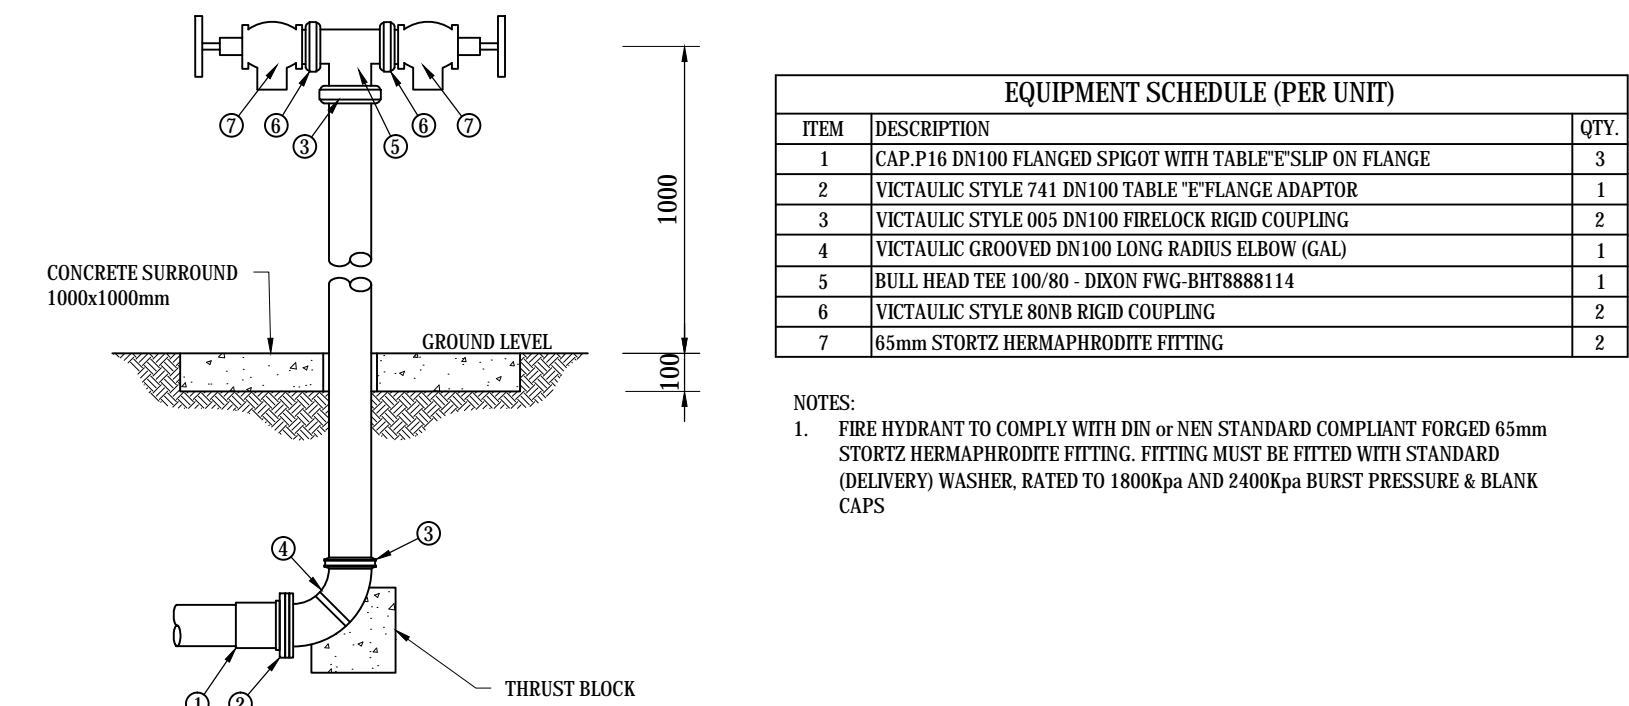 7 6 3 5 6 7
1000
CONCRETE SURROUND
1000x1000mm
GROUND LEVEL
100
4
3
1 2
THRUST BLOCK
EQUIPMENT SCHEDULE (PER UNIT)
ITEM DESCRIPTION QTY.
1 CAP.P16 DN100 FLANGED SPIGOT WITH TABLE"E"SLIP ON FLANGE 3
2 VICTAULIC STYLE 741 DN100 TABLE "E"FLANGE ADAPTOR 1
3 VICTAULIC STYLE 005 DN100 FIRELOCK RIGID COUPLING 2
4 VICTAULIC GROOVED DN100 LONG RADIUS ELBOW (GAL) 1
5 BULL HEAD TEE 100/80 - DIXON FWG-BHT8888114 1
6 VICTAULIC STYLE 80NB RIGID COUPLING 2
7 65mm STORTZ HERMAPHRODITE FITTING 2
NOTES:
1. FIRE HYDRANT TO COMPLY WITH DIN or NEN STANDARD COMPLIANT FORGED 65mm
STORTZ HERMAPHRODITE FITTING. FITTING MUST BE FITTED WITH STANDARD
(DELIVERY) WASHER, RATED TO 1800Kpa AND 2400Kpa BURST PRESSURE & BLANK
CAPS